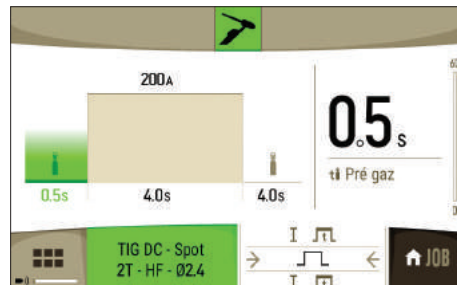 200A
0.5s
4.0s
4.0s
0.5 s
Pré gaz
TIG DC - Spot
2T - HF - Ø2.4
JOB